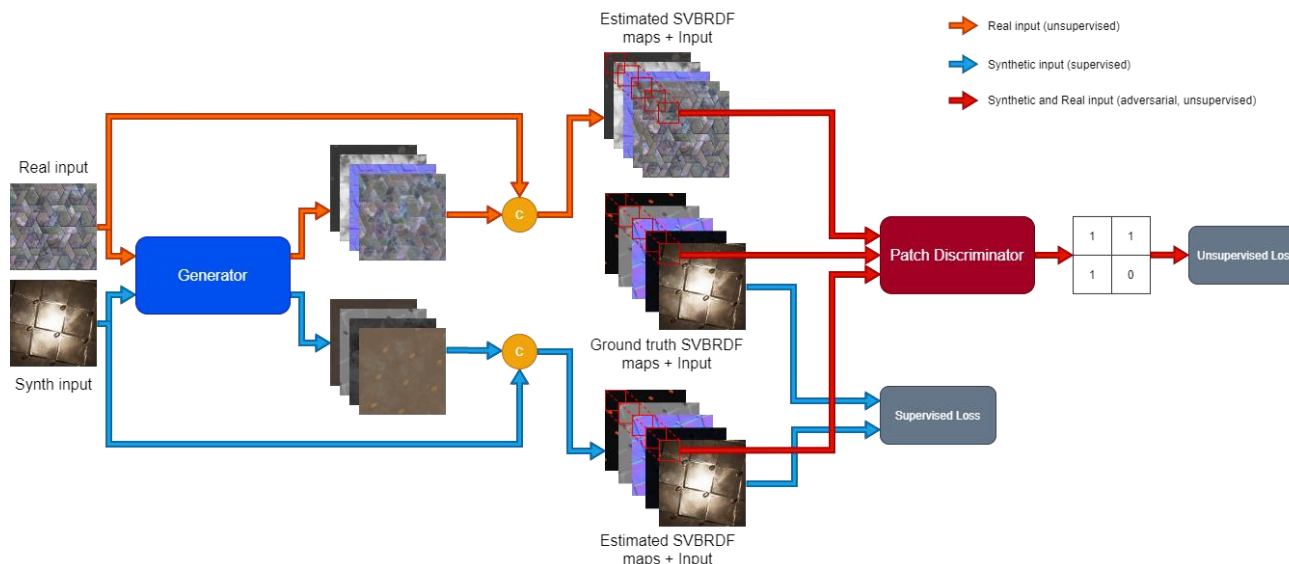 Estimated SVBRDF
maps + Input
Real input (unsupervised)
Synthetic input (supervised)
Synthetic and Real input (adversarial, unsupervised)
Real input
C
Generator
Patch Discriminator
1 1
1 0
Unsupervised Loss
Synth input
Ground truth SVBRDF
maps + Input
C
Supervised Loss
Estimated SVBRDF
maps + Input